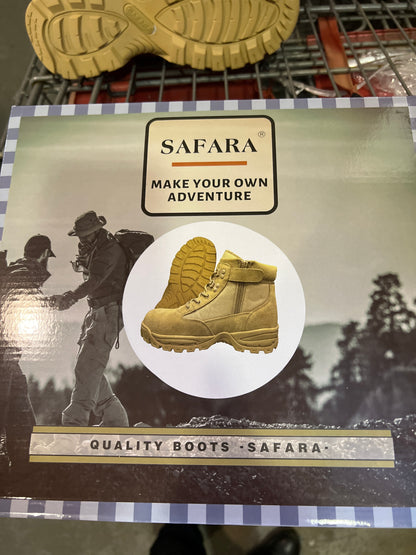 SAFARA®
MAKE YOUR OWN
ADVENTURE
QUALITY BOOTS -SAFARA-